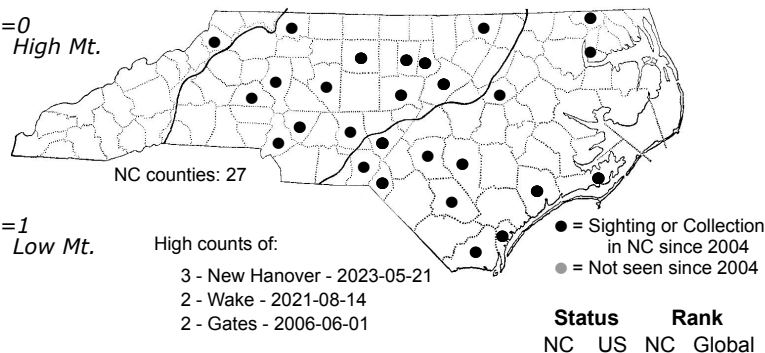 =0
High Mt.
NC counties: 27
=1
Low Mt.
High counts of:
3 - New Hanover - 2023-05-21
2 - Wake - 2021-08-14
2 - Gates - 2006-06-01
= Sighting or Collection
in NC since 2004
= Not seen since 2004
Status Rank
NC US NC Global